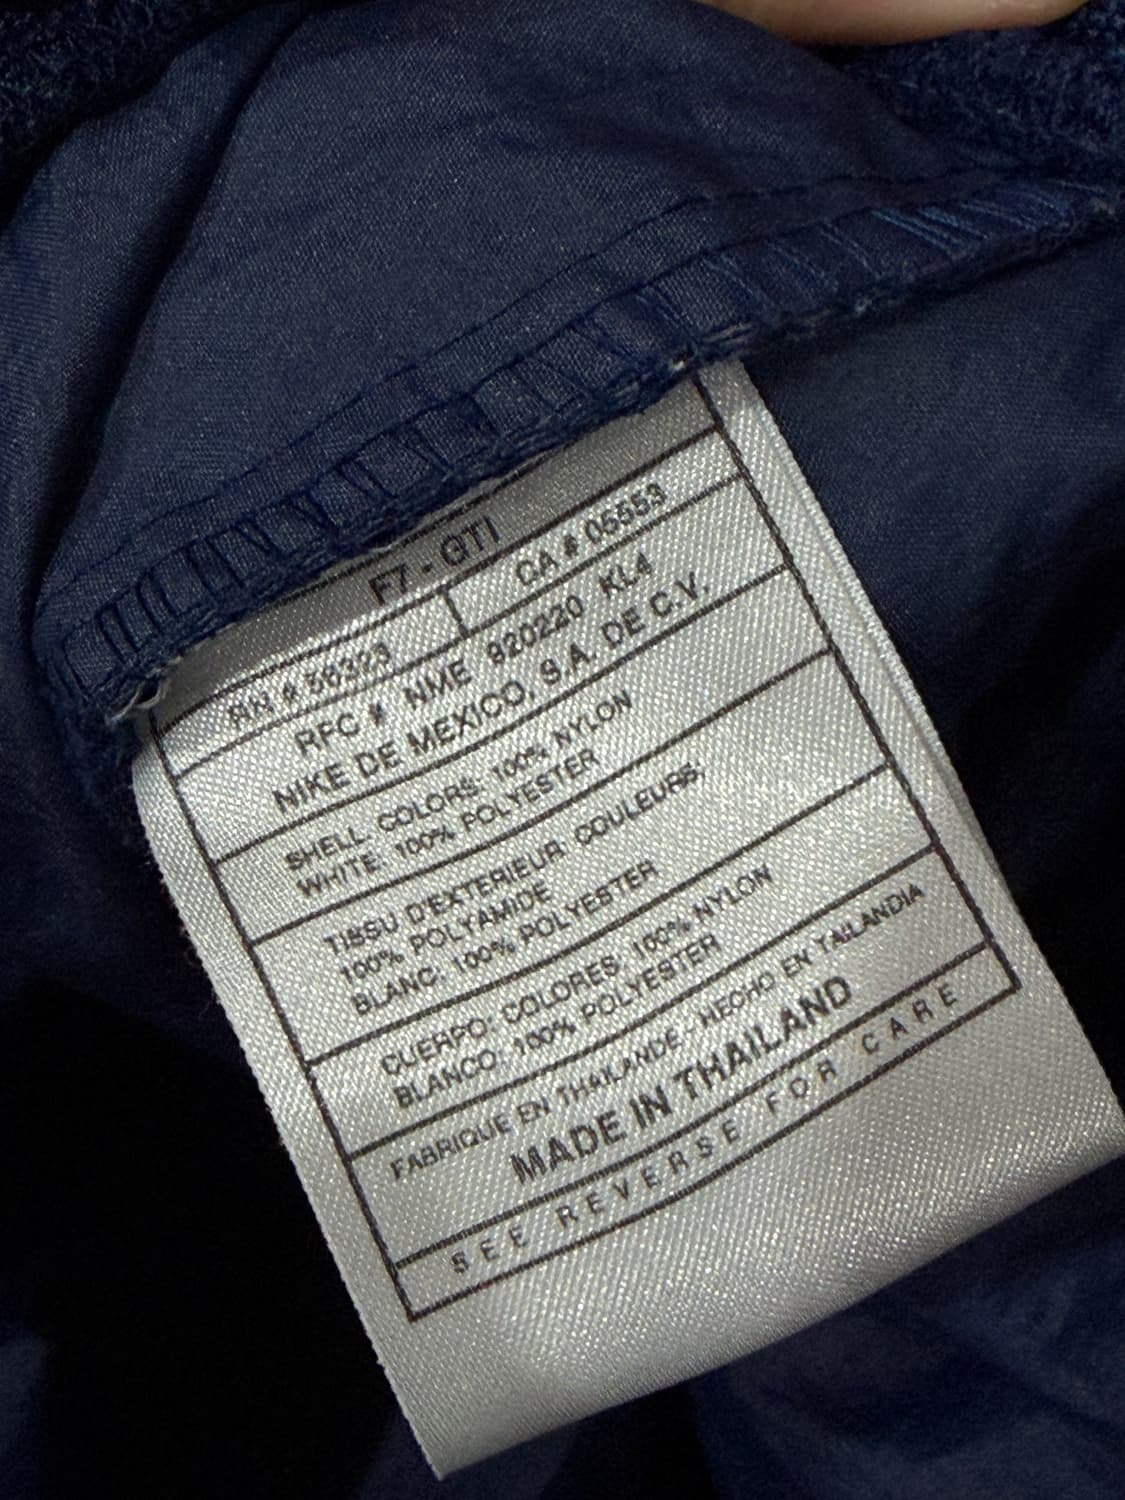 F7 - GTI
RN # 56323 CA # 05553
RFC # NME 920220 KL4
NIKE DE MEXICO, S.A. DE C.V.
SHELL COLORS: 100% NYLON
WHITE: 100% POLYESTER
TISSU D'EXTERIEUR COULEURS,
100% POLYAMIDE
BLANC: 100% POLYESTER
CUERPO: COLORES, 100% NYLON
BLANCO: 100% POLYESTER
FABRIQUE EN THAILANDE - HECHO EN TAILANDIA
MADE IN THAILAND
SEE REVERSE FOR CARE